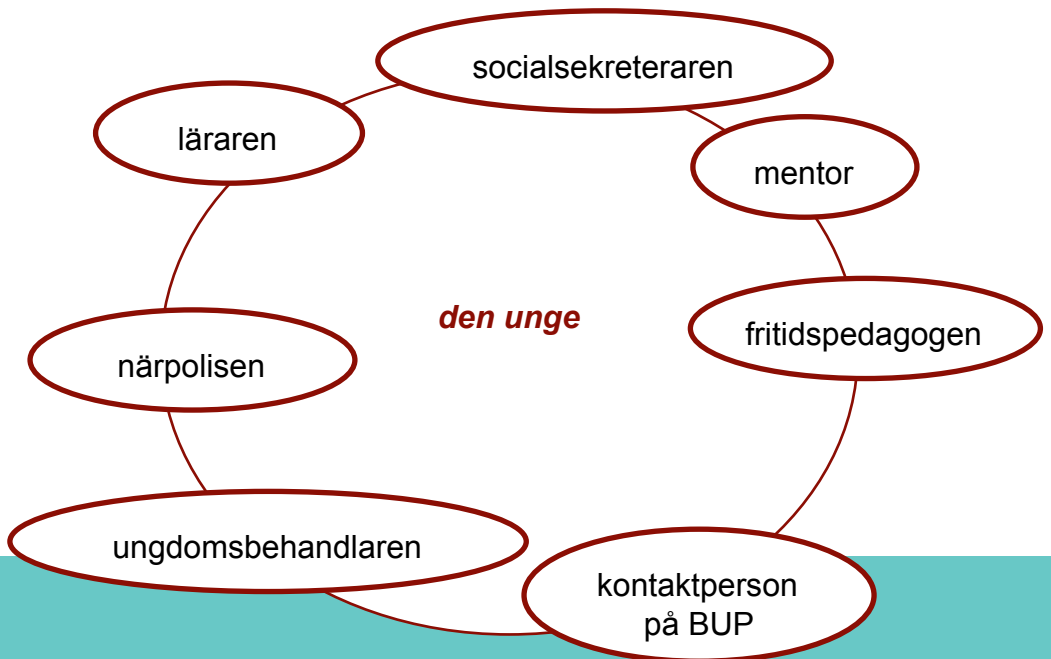 socialsekreteraren
läraren
mentor
den unge
fritidspedagogen
närpolisen
ungdomsbehandlaren
kontaktperson
på BUP